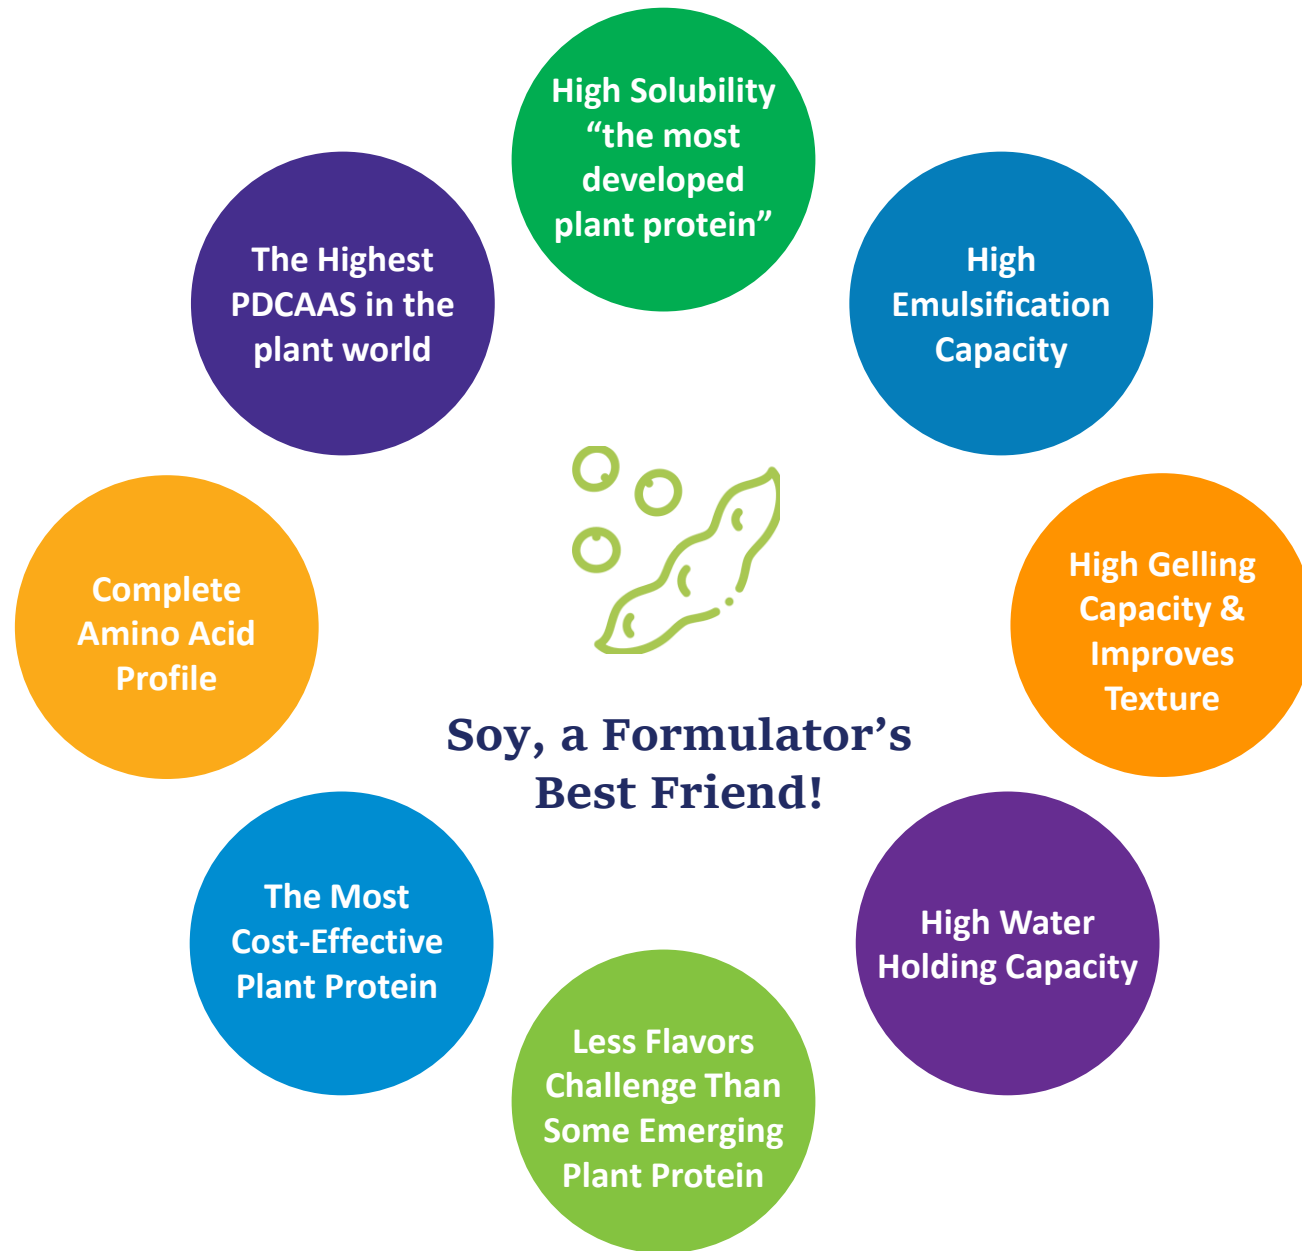 High Solubility
“the most
developed
plant protein”
High
Emulsification
Capacity
High Gelling
Capacity &
Improves
Texture
High Water
Holding Capacity
Less Flavors
Challenge Than
Some Emerging
Plant Protein
The Most
Cost-Effective
Plant Protein
Complete
Amino Acid
Profile
The Highest
PDCAAS in the
plant world
Soy, a Formulator’s
Best Friend!